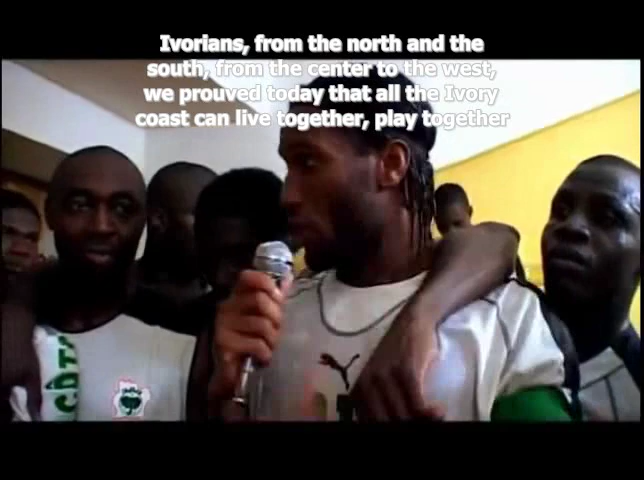 Ivorians, from the north and the
south, from the center to the west,
we prouved today that all the Ivory
coast can live together, play together